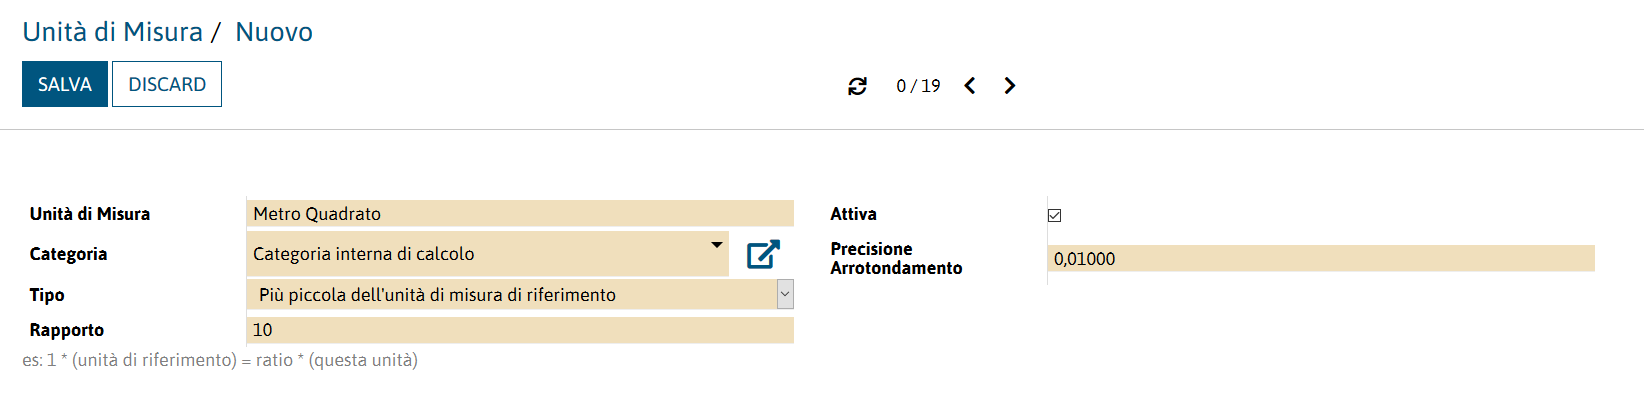 Unità di Misura / Nuovo
SALVA DISCARD 0 / 19
Unità di Misura Metro Quadrato
Categoria Categoria interna di calcolo
Tipo Più piccola dell'unità di misura di riferimento
Rapporto 10
es: 1 * (unità di riferimento) = ratio * (questa unità)
Attiva
Precisione
Arrotondamento 0,01000